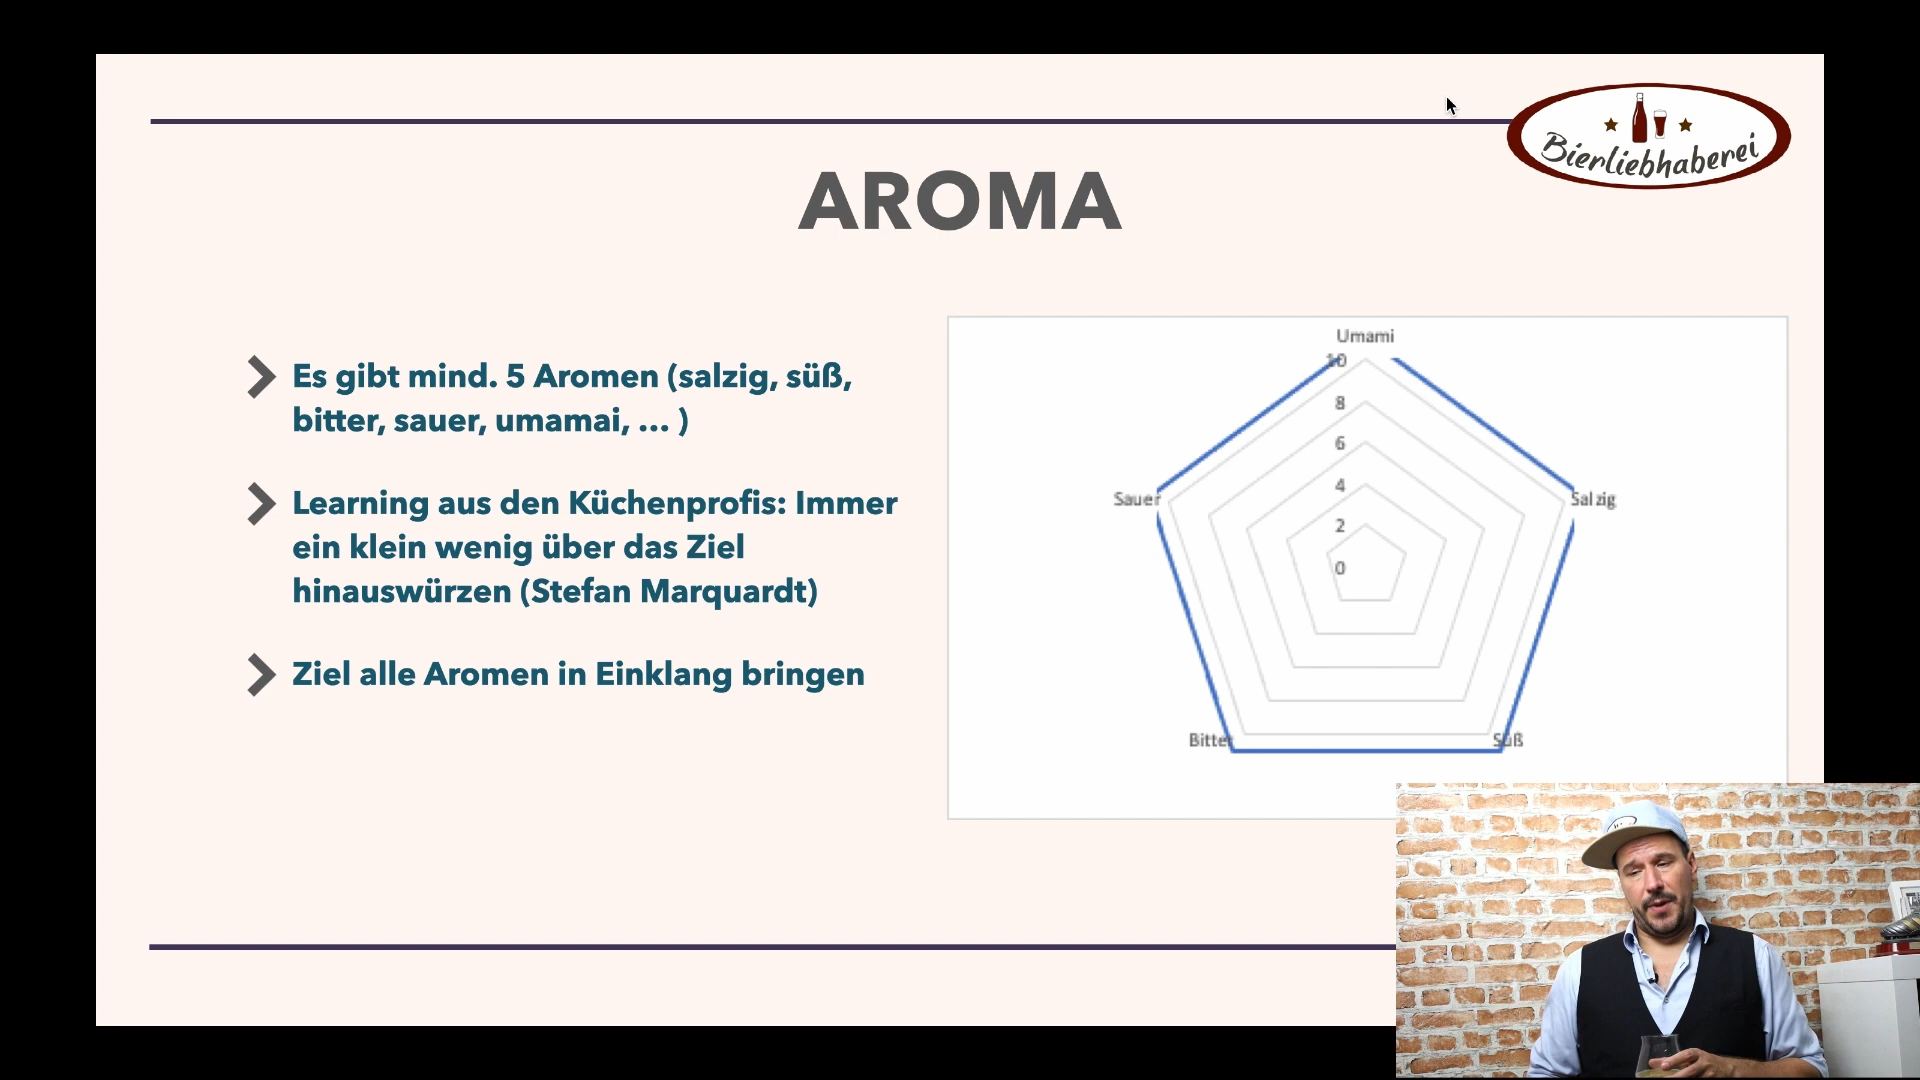 Bierliebhaberei
AROMA
Es gibt mind. 5 Aromen (salzig, süß,
bitter, sauer, umamai, ... )
Learning aus den Küchenprofis: Immer
ein klein wenig über das Ziel
hinauswürzen (Stefan Marquardt)
Ziel alle Aromen in Einklang bringen
Umami
10
8
6
4
2
0
Sauer
Salzig
Bitter
Süß